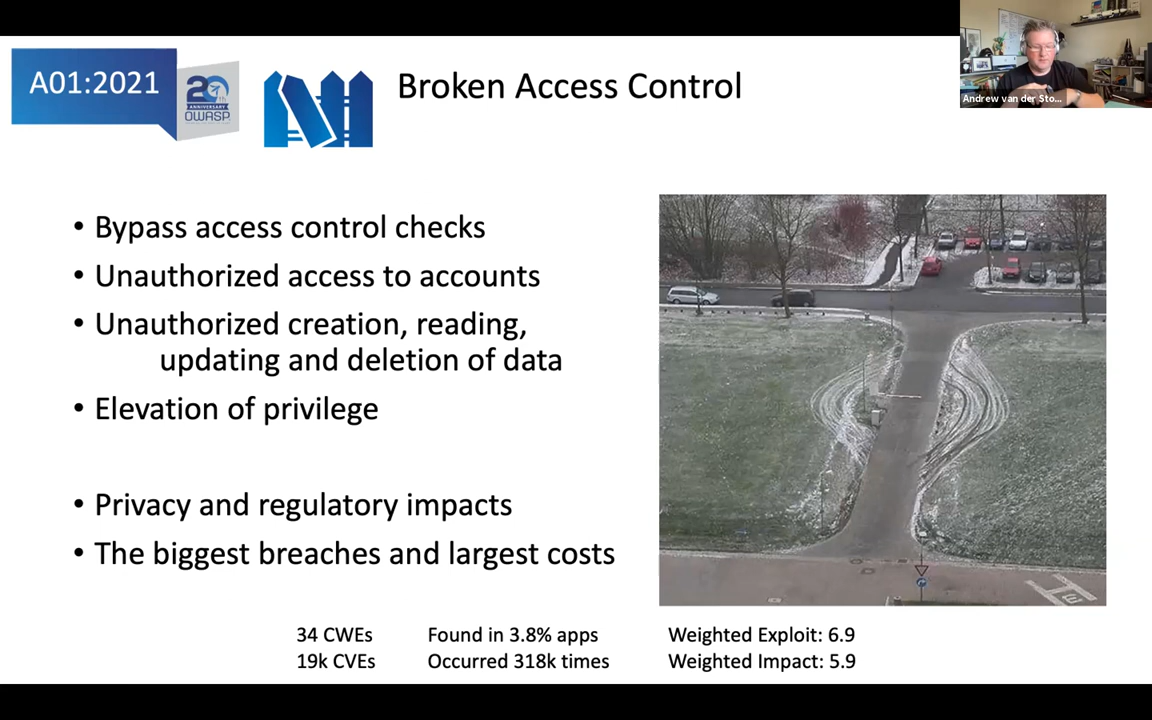 A01:2021
20th
ANNIVERSARY
OWASP
Broken Access Control
Andrew van der Sto...
• Bypass access control checks
• Unauthorized access to accounts
• Unauthorized creation, reading,
updating and deletion of data
• Elevation of privilege
• Privacy and regulatory impacts
• The biggest breaches and largest costs
34 CWEs Found in 3.8% apps Weighted Exploit: 6.9
19k CVEs Occurred 318k times Weighted Impact: 5.9